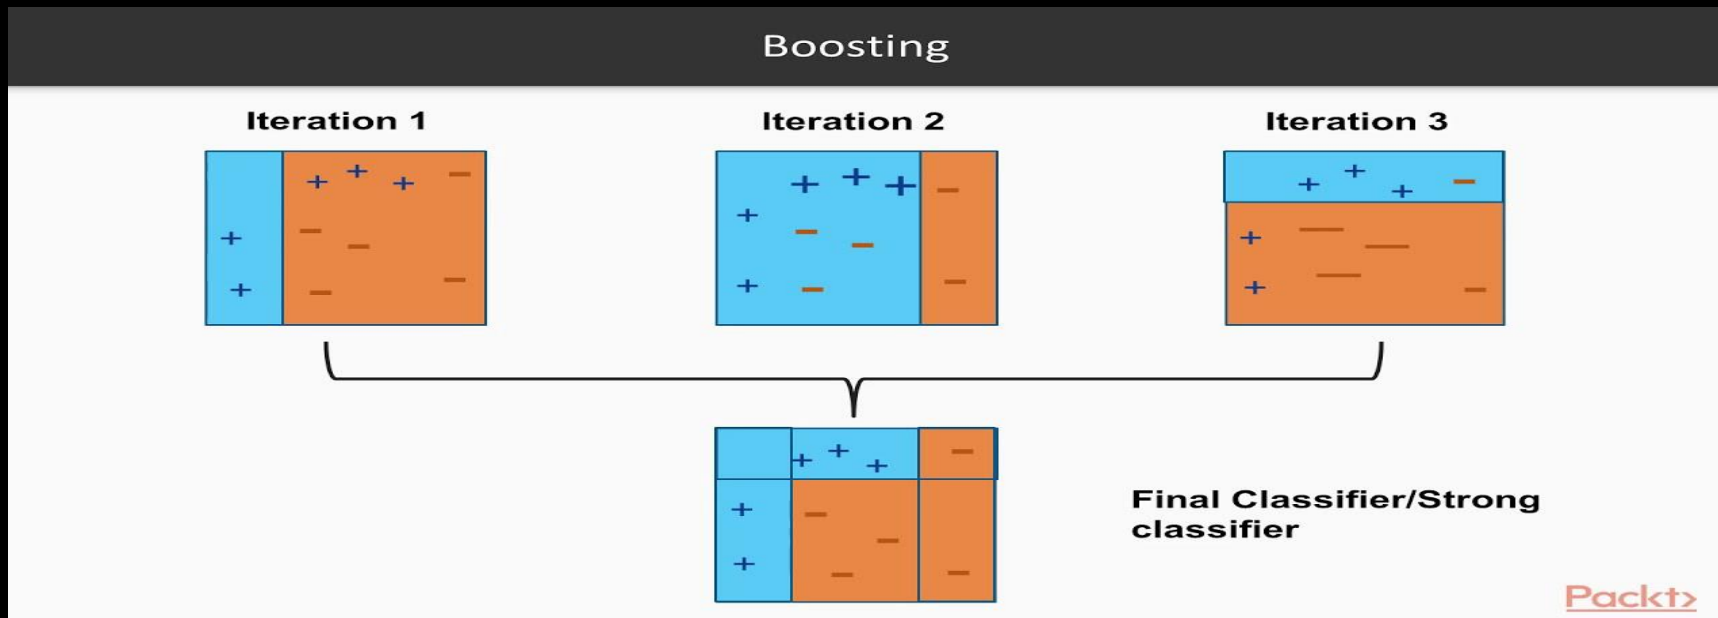 Boosting
Iteration 1
Iteration 2
Iteration 3
Final Classifier/Strong
classifier
Packt>